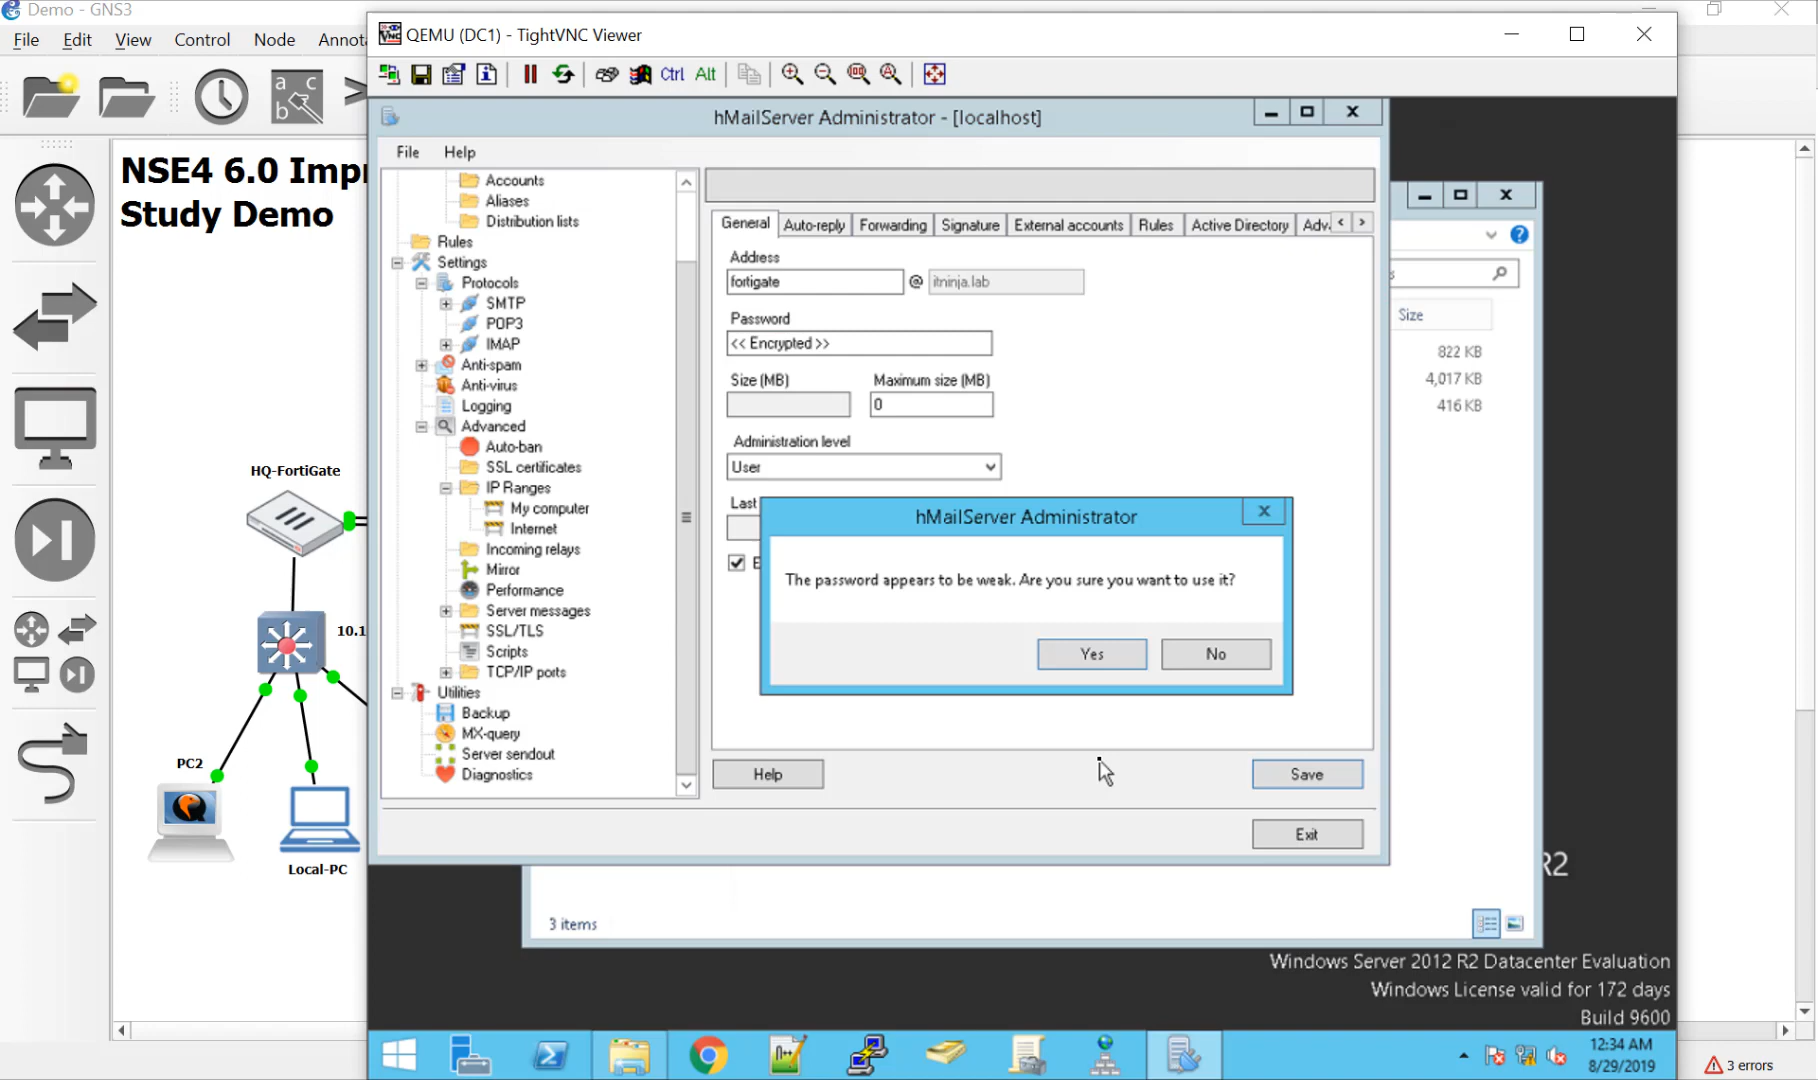 Demo - GNS3
File Edit View Control Node Annota
QEMU (DC1) - TightVNC Viewer
Ctrl Alt
a c
b
NSE4 6.0 Impr
Study Demo
HQ-FortiGate
10.1
PC2
Local-PC
hMailServer Administrator - [localhost]
File Help
Accounts
Aliases
Distribution lists
Rules
Settings
Protocols
SMTP
POP3
IMAP
Anti-spam
Anti-virus
Logging
Advanced
Auto-ban
SSL certificates
IP Ranges
My computer
Internet
Incoming relays
Mirror
Performance
Server messages
SSL/TLS
Scripts
TCP/IP ports
Utilities
Backup
MX-query
Server sendout
Diagnostics
General Auto-reply Forwarding Signature External accounts Rules Active Directory Adv
Address
fortigate @ itninja.lab
Password
<< Encrypted >>
Size (MB) Maximum size (MB)
0
Administration level
User
Last
E
hMailServer Administrator
The password appears to be weak. Are you sure you want to use it?
Yes No
Help Save
Exit
Size
822 KB
4,017 KB
416 KB
3 items
R2
Windows Server 2012 R2 Datacenter Evaluation
Windows License valid for 172 days
Build 9600
12:34 AM
8/29/2019
3 errors